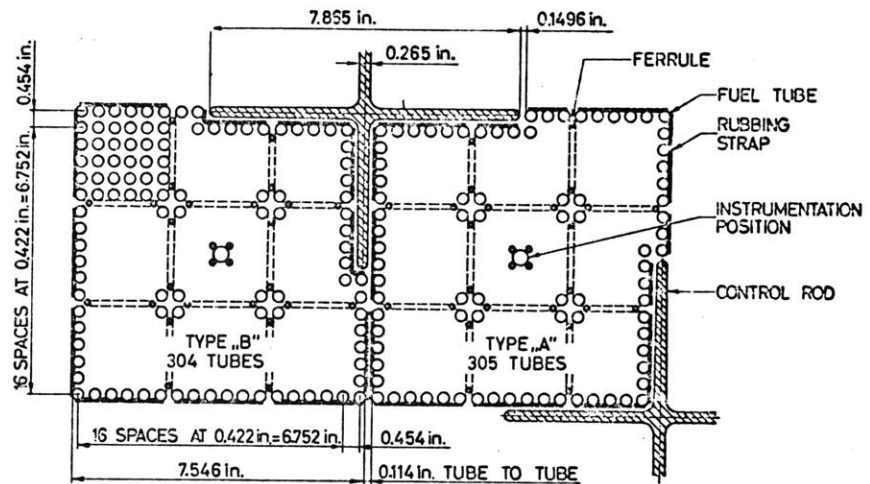 7.865 in.
0.1496 in.
0.265 in.
FERRULE
0.454 in.
FUEL TUBE
RUBBING
STRAP
INSTRUMENTATION
POSITION
CONTROL ROD
16 SPACES AT 0.422 in. = 6.752 in.
TYPE „B"
304 TUBES
TYPE „A"
305 TUBES
16 SPACES AT 0.422 in. = 6.752 in.
0.454 in.
7.546 in.
0.114 in. TUBE TO TUBE